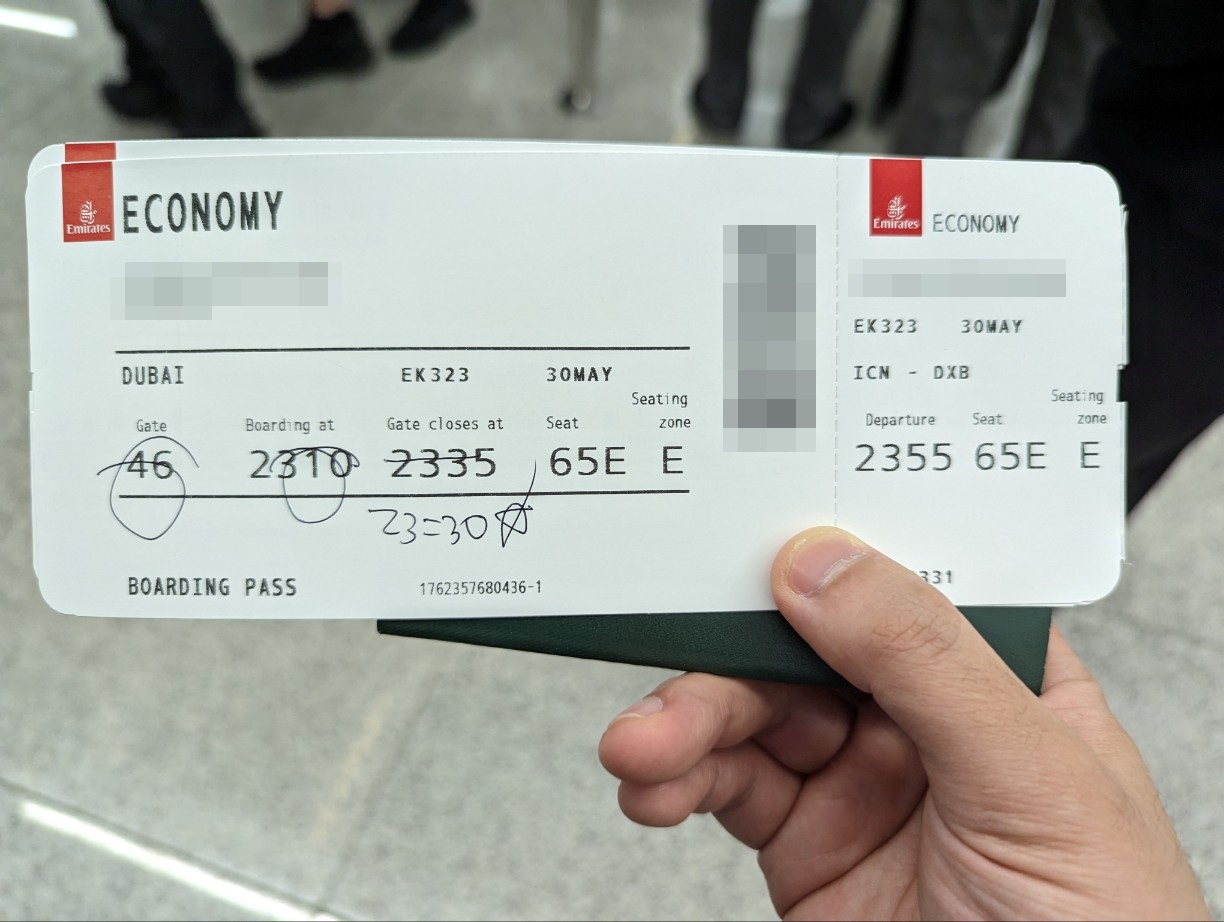 Emirates ECONOMY
DUBAI EK323 30MAY
Gate Boarding at Gate closes at Seat Seating zone
46 2310 2335 65E E
23=30
BOARDING PASS 1762357680436-1
Emirates ECONOMY
EK323 30MAY
ICN - DXB
Departure Seat Seating zone
2355 65E E
331